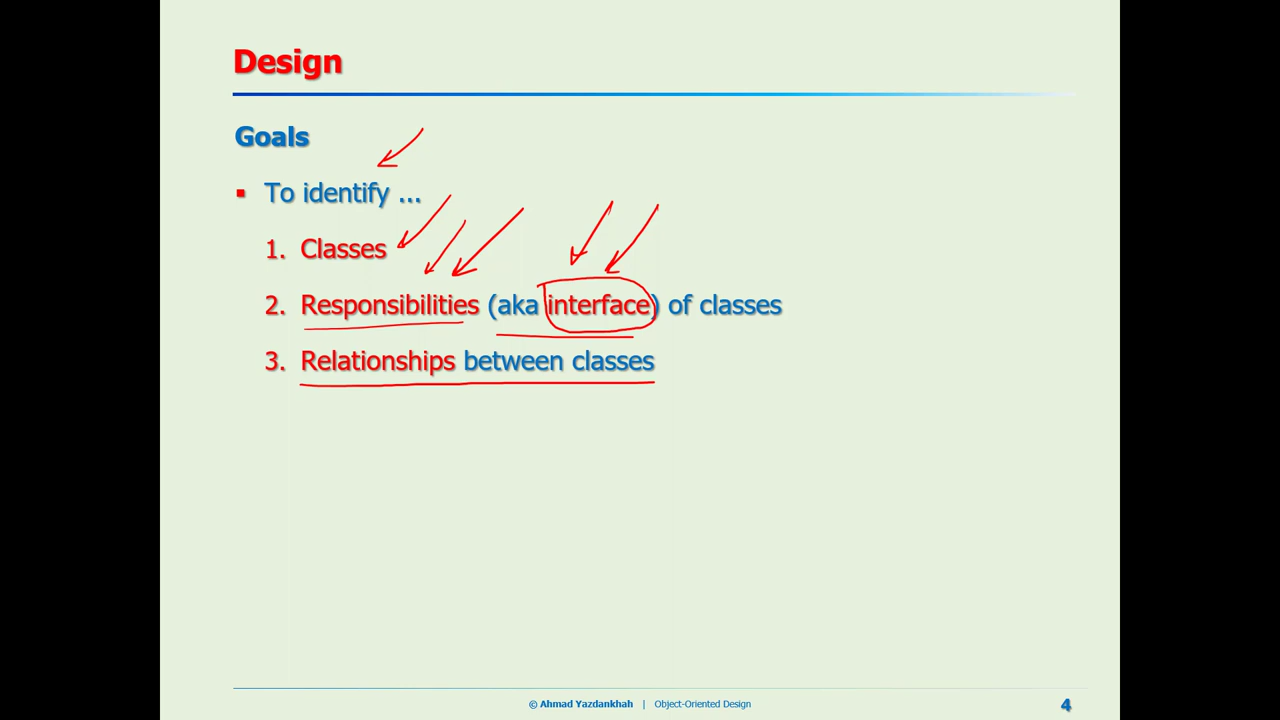 Design
Goals
▪ To identify ...
1. Classes
2. Responsibilities (aka interface) of classes
3. Relationships between classes
© Ahmad Yazdankhah | Object-Oriented Design 4